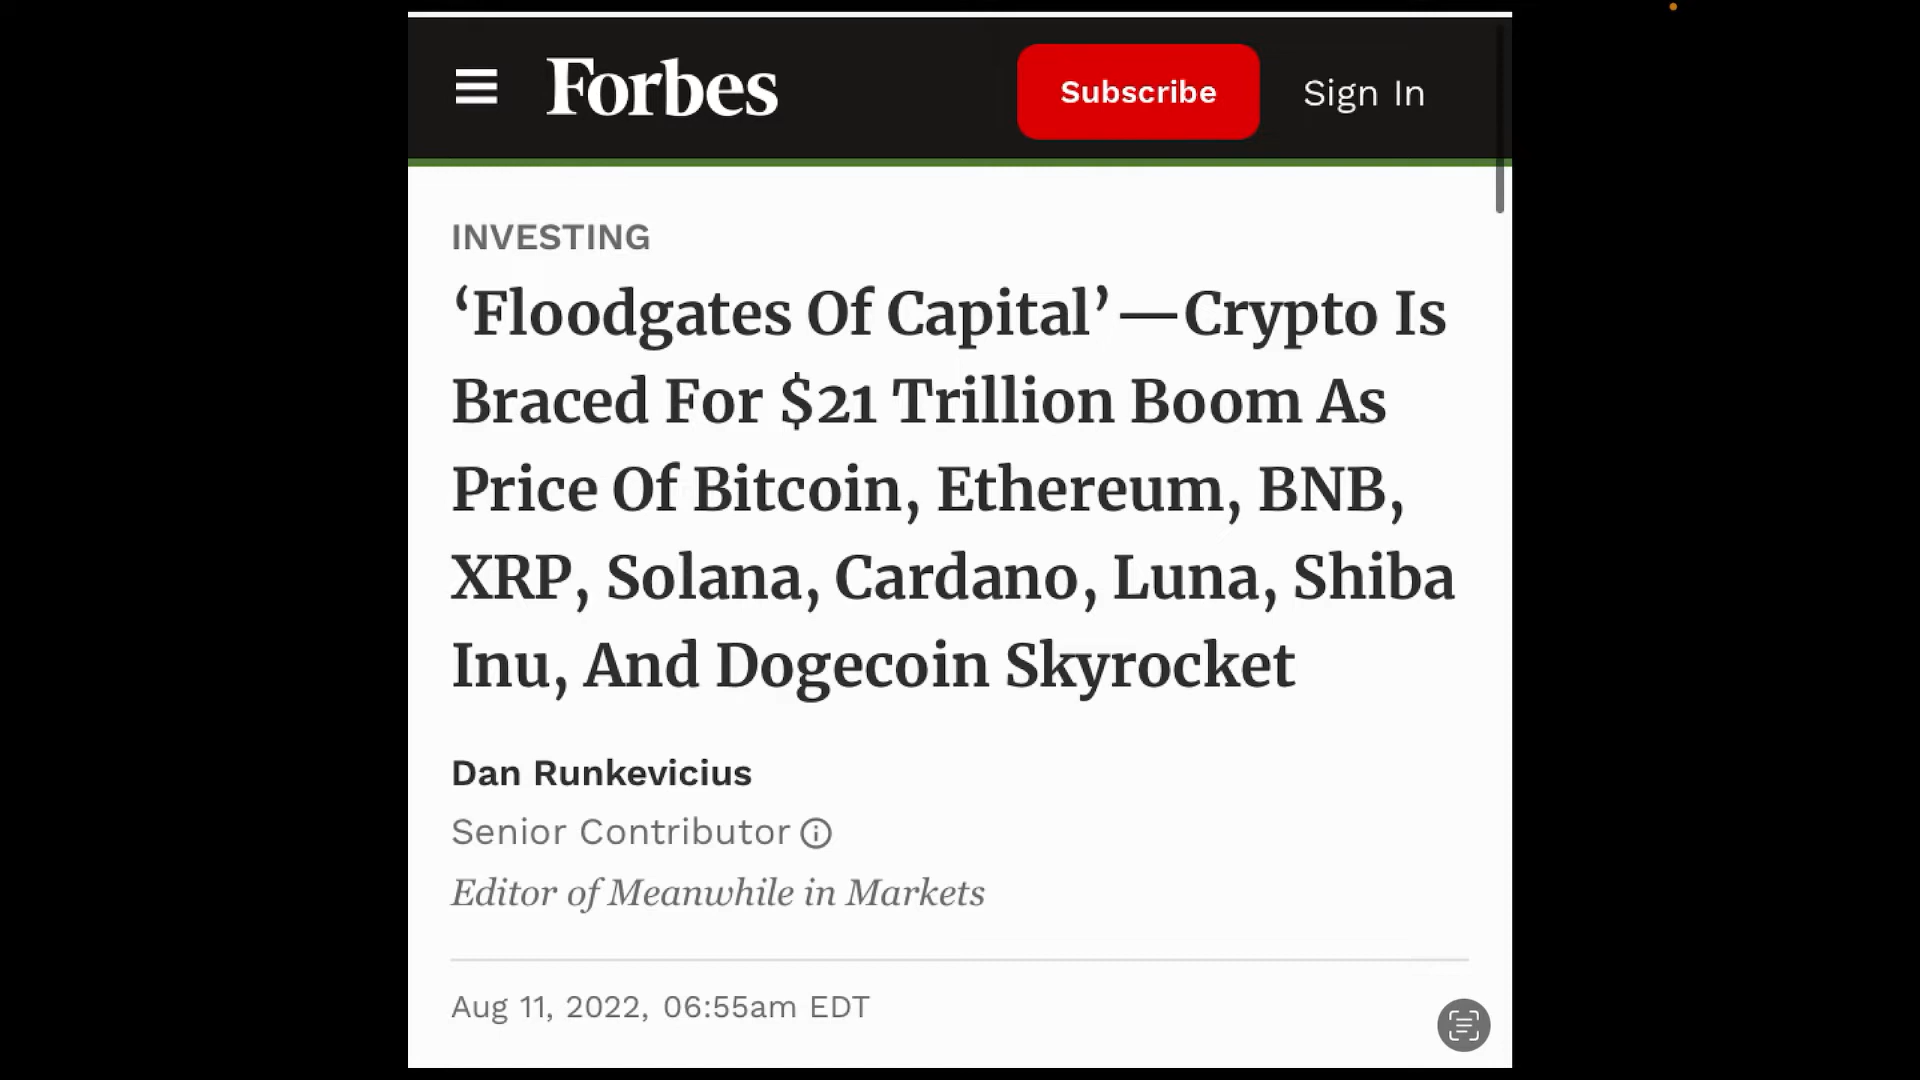 Forbes
Subscribe
Sign In
INVESTING
‘Floodgates Of Capital’—Crypto Is
Braced For $21 Trillion Boom As
Price Of Bitcoin, Ethereum, BNB,
XRP, Solana, Cardano, Luna, Shiba
Inu, And Dogecoin Skyrocket
Dan Runkevicius
Senior Contributor
Editor of Meanwhile in Markets
Aug 11, 2022, 06:55am EDT